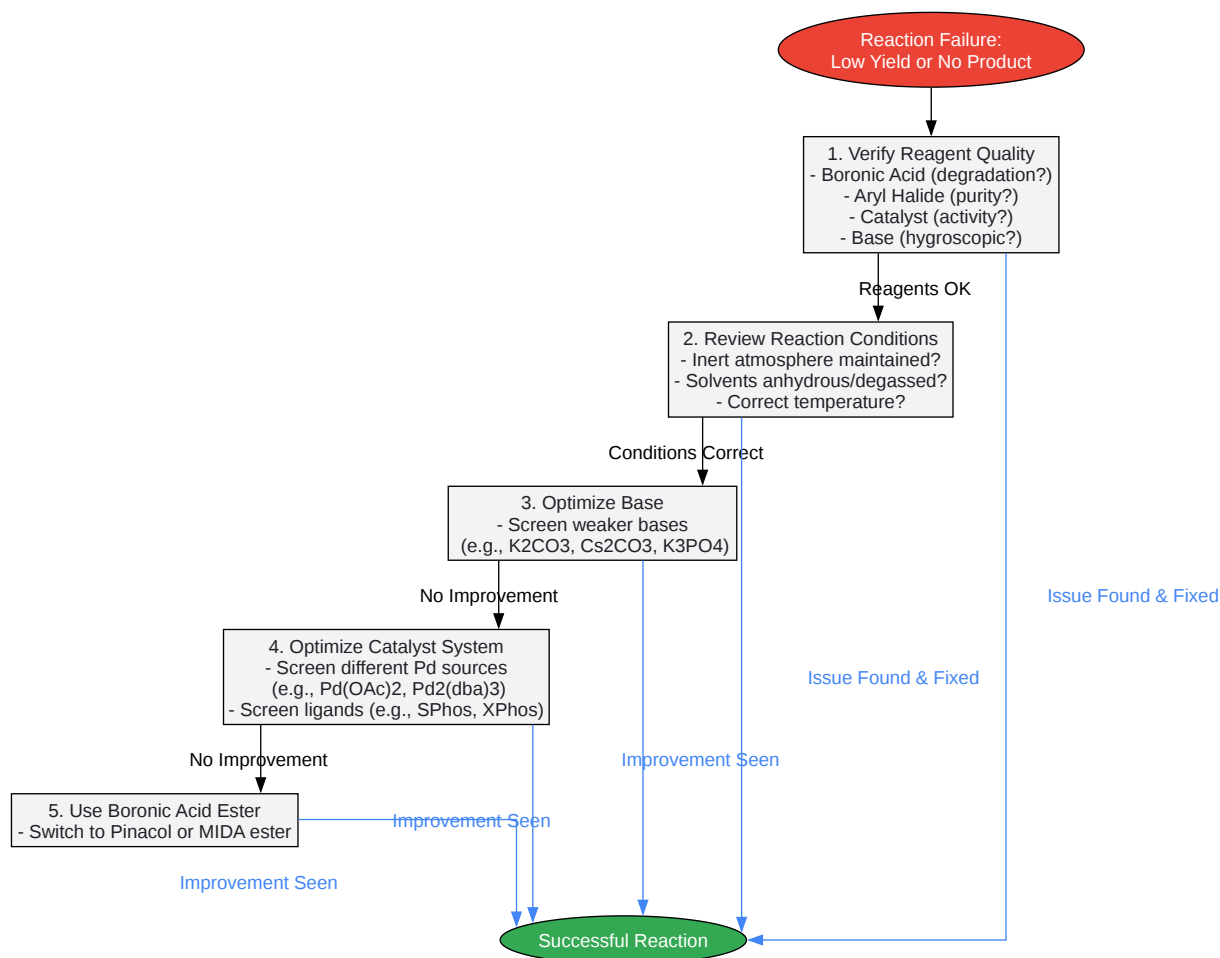 Reaction Failure:
Low Yield or No Product
1. Verify Reagent Quality
- Boronic Acid (degradation?)
- Aryl Halide (purity?)
- Catalyst (activity?)
- Base (hygroscopic?)
Reagents OK
2. Review Reaction Conditions
- Inert atmosphere maintained?
- Solvents anhydrous/degassed?
- Correct temperature?
Conditions Correct
3. Optimize Base
- Screen weaker bases
(e.g., K2CO3, Cs2CO3, K3PO4)
No Improvement
Issue Found & Fixed
4. Optimize Catalyst System
- Screen different Pd sources
(e.g., Pd(OAc)2, Pd2(dba)3)
- Screen ligands (e.g., SPhos, XPhos)
Issue Found & Fixed
No Improvement
Improvement Seen
5. Use Boronic Acid Ester
- Switch to Pinacol or MIDA ester
Improvement Seen
Improvement Seen
Successful Reaction